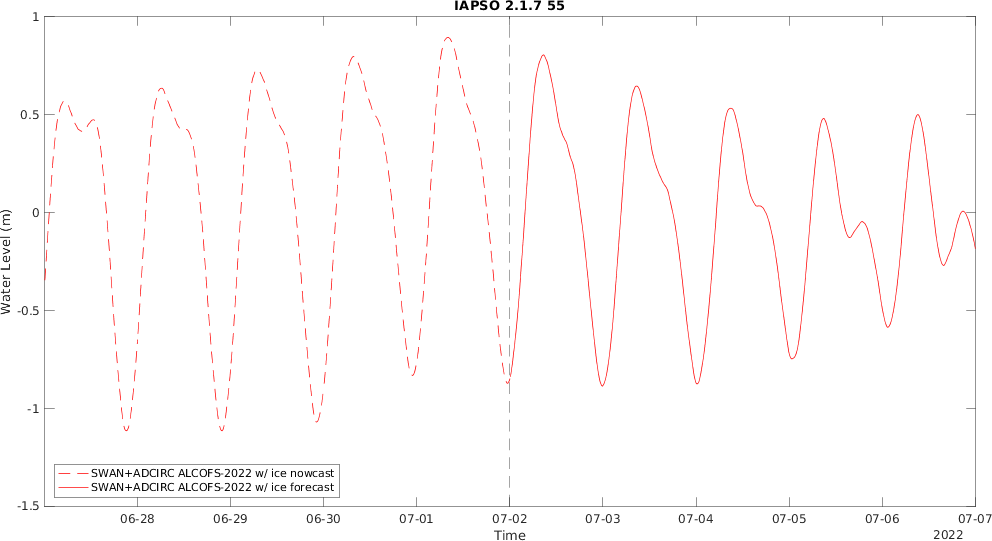 IAPSO 2.1.7 55
1
0.5
0
-0.5
-1
-1.5
Water Level (m)
SWAN+ADCIRC ALCOFS-2022 w/ ice nowcast
SWAN+ADCIRC ALCOFS-2022 w/ ice forecast
06-28 06-29 06-30 07-01 07-02 07-03 07-04 07-05 07-06 07-07
Time
2022